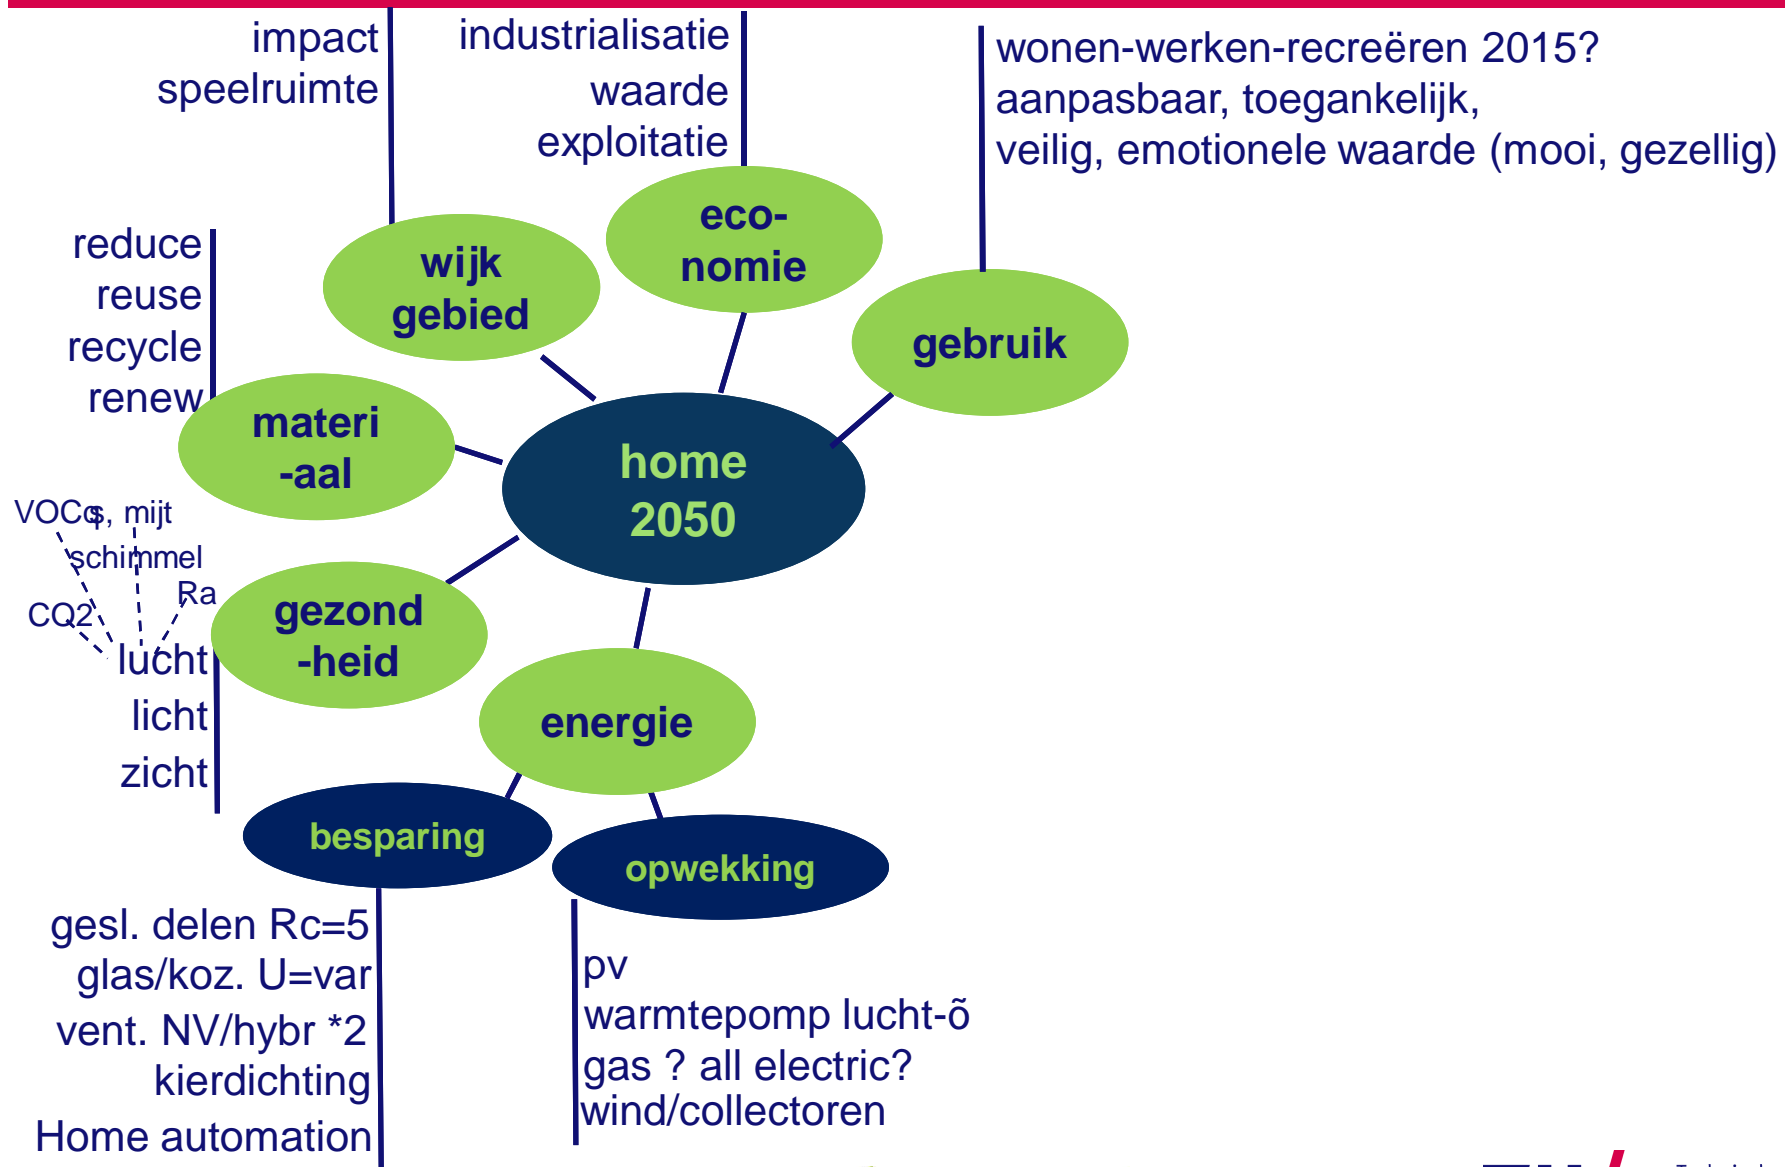 impact
speelruimte
industrialisatie
waarde
exploitatie
wonen-werken-recreëren 2015?
aanpasbaar, toegankelijk,
veilig, emotionele waarde (mooi, gezellig)
eco-
nomie
wijk
gebied
gebruik
reduce
reuse
recycle
renew
materi
-aal
home
2050
mijt
schimmel
Ra
CO2
lucht
licht
zicht
gezond
-heid
energie
besparing
opwekking
gesl. delen Rc=5
glas/koz. U=var
vent. NV/hybr *2
kierdichting
Home automation
pv
warmtepomp lucht-õ
gas ? all electric?
wind/collectoren